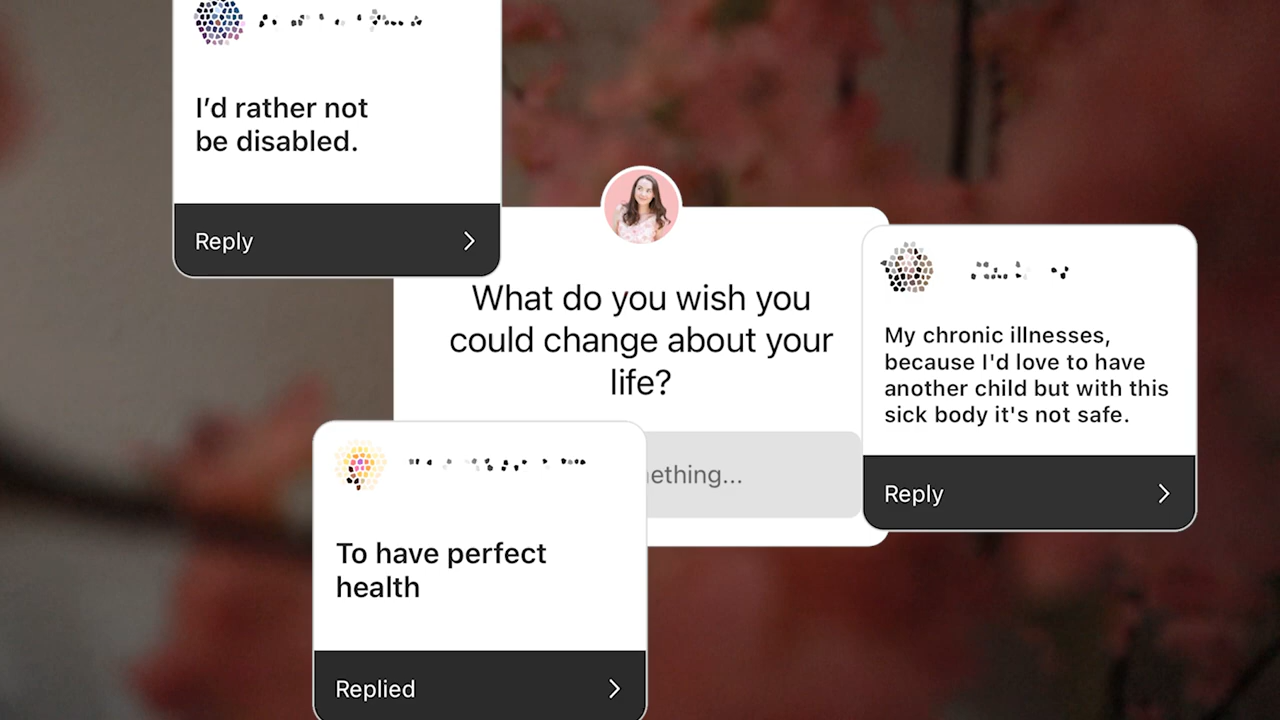 I’d rather not
be disabled.
Reply
What do you wish you
could change about your
life?
My chronic illnesses,
because I'd love to have
another child but with this
sick body it's not safe.
Reply
To have perfect
health
Replied